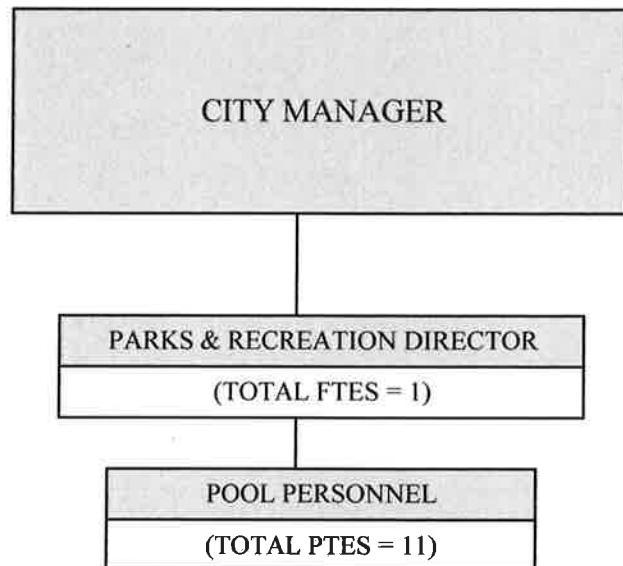 CITY MANAGER
PARKS & RECREATION DIRECTOR
(TOTAL FTES = 1)
POOL PERSONNEL
(TOTAL PTES = 11)